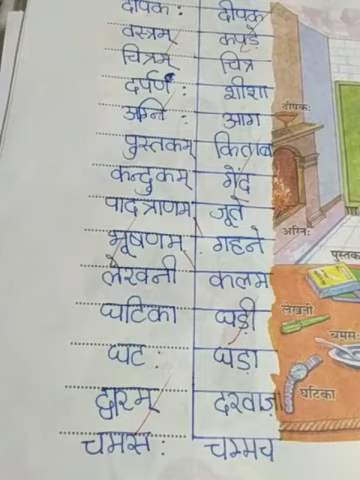 दीपक: दीपक
वस्त्रम् कपड़े
चित्रम् चित्र
दर्पण: शीशा
दीपक:
अग्नि: आग
पुस्तकम् किताब
कन्दुकम् गेंद
पादत्राणम् जूते
अग्नि:
भूषणम् गहने
पुस्तक
लेखनी कलम
लेखनी
घटिका घड़ी
चमस:
घट: घड़ा
घटिका
द्वारम् दरवाज़ा
चमस: चम्मच